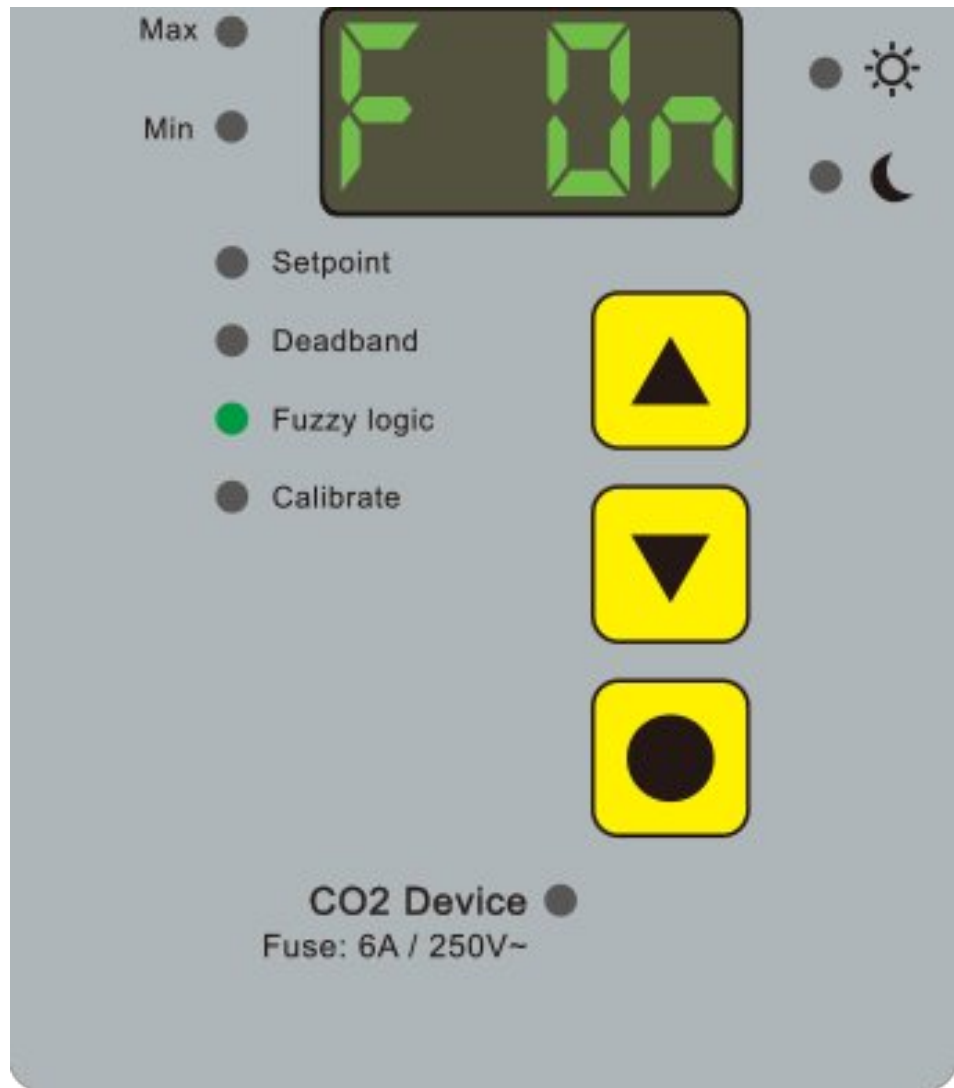 Max
F On
Min
Setpoint
Deadband
Fuzzy logic
Calibrate
CO2 Device
Fuse: 6A / 250V~